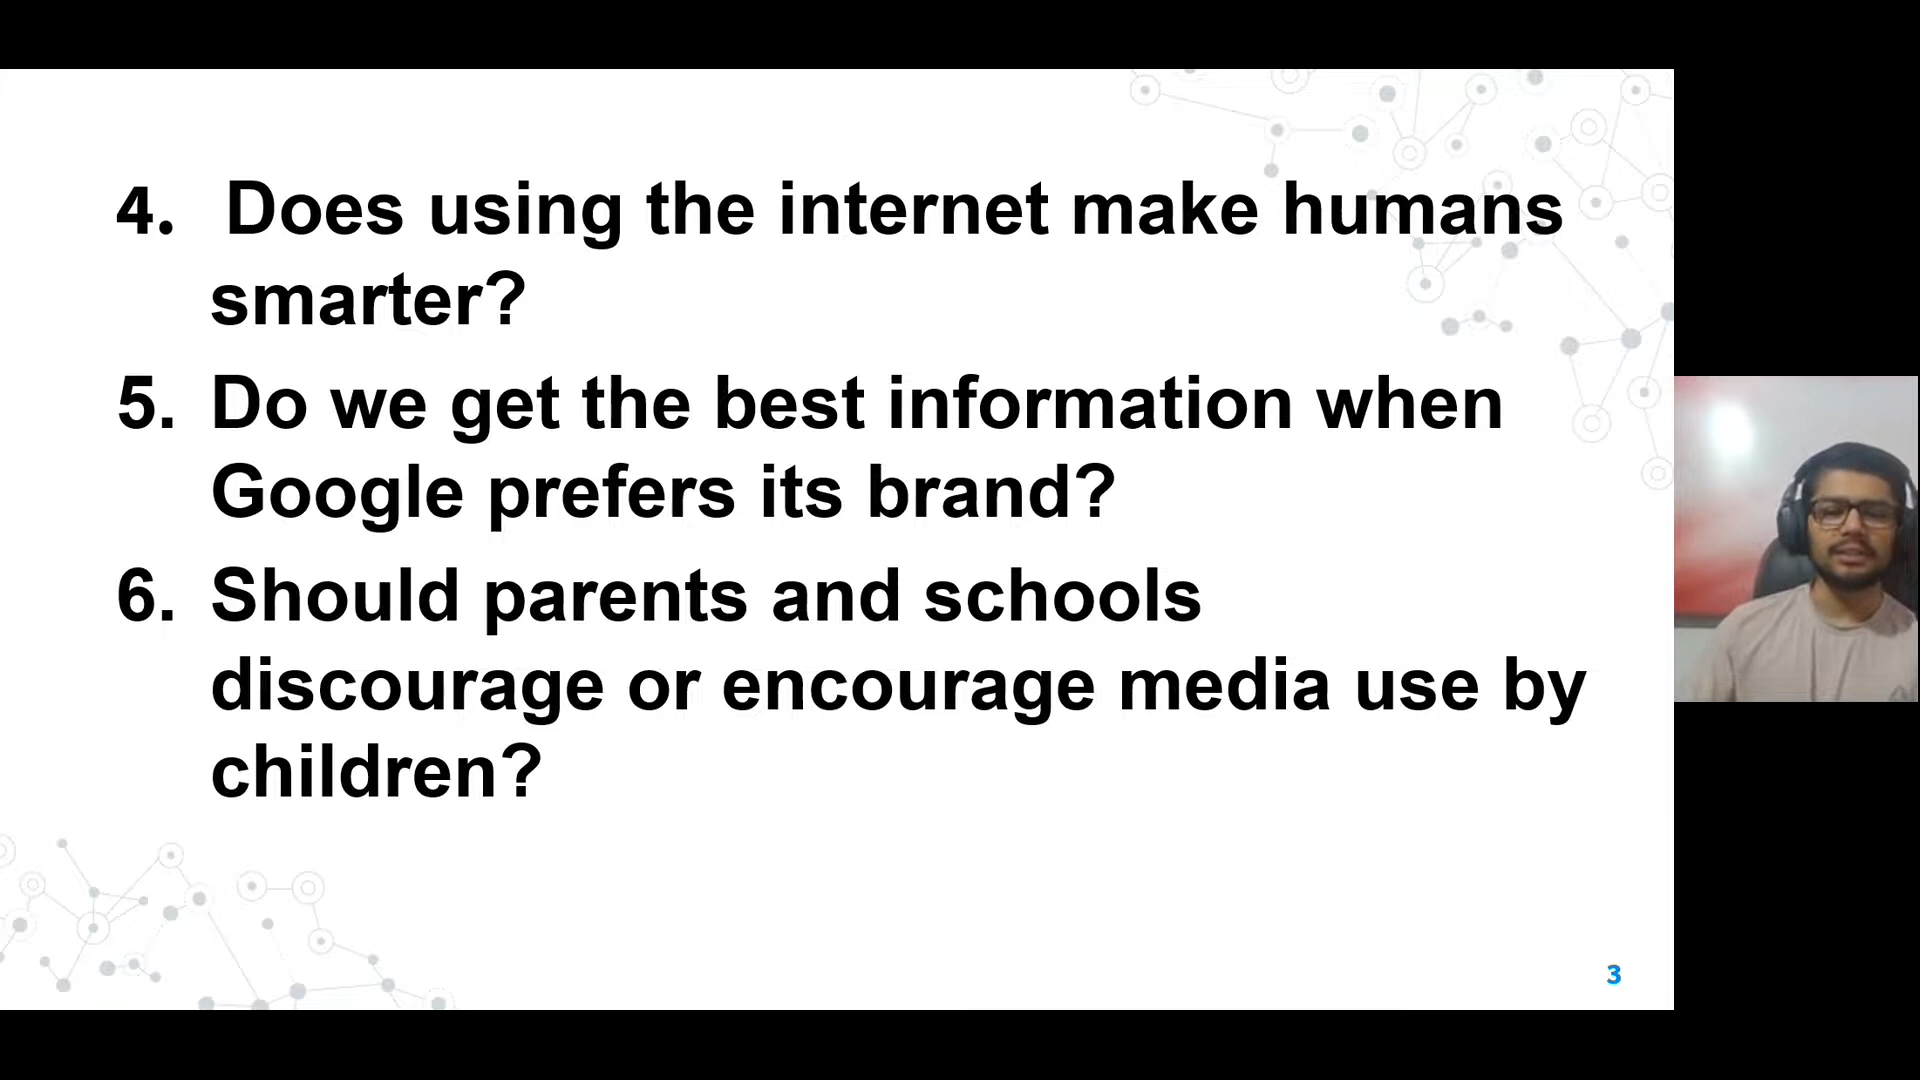 4. Does using the internet make humans
smarter?
5. Do we get the best information when
Google prefers its brand?
6. Should parents and schools
discourage or encourage media use by
children?
3